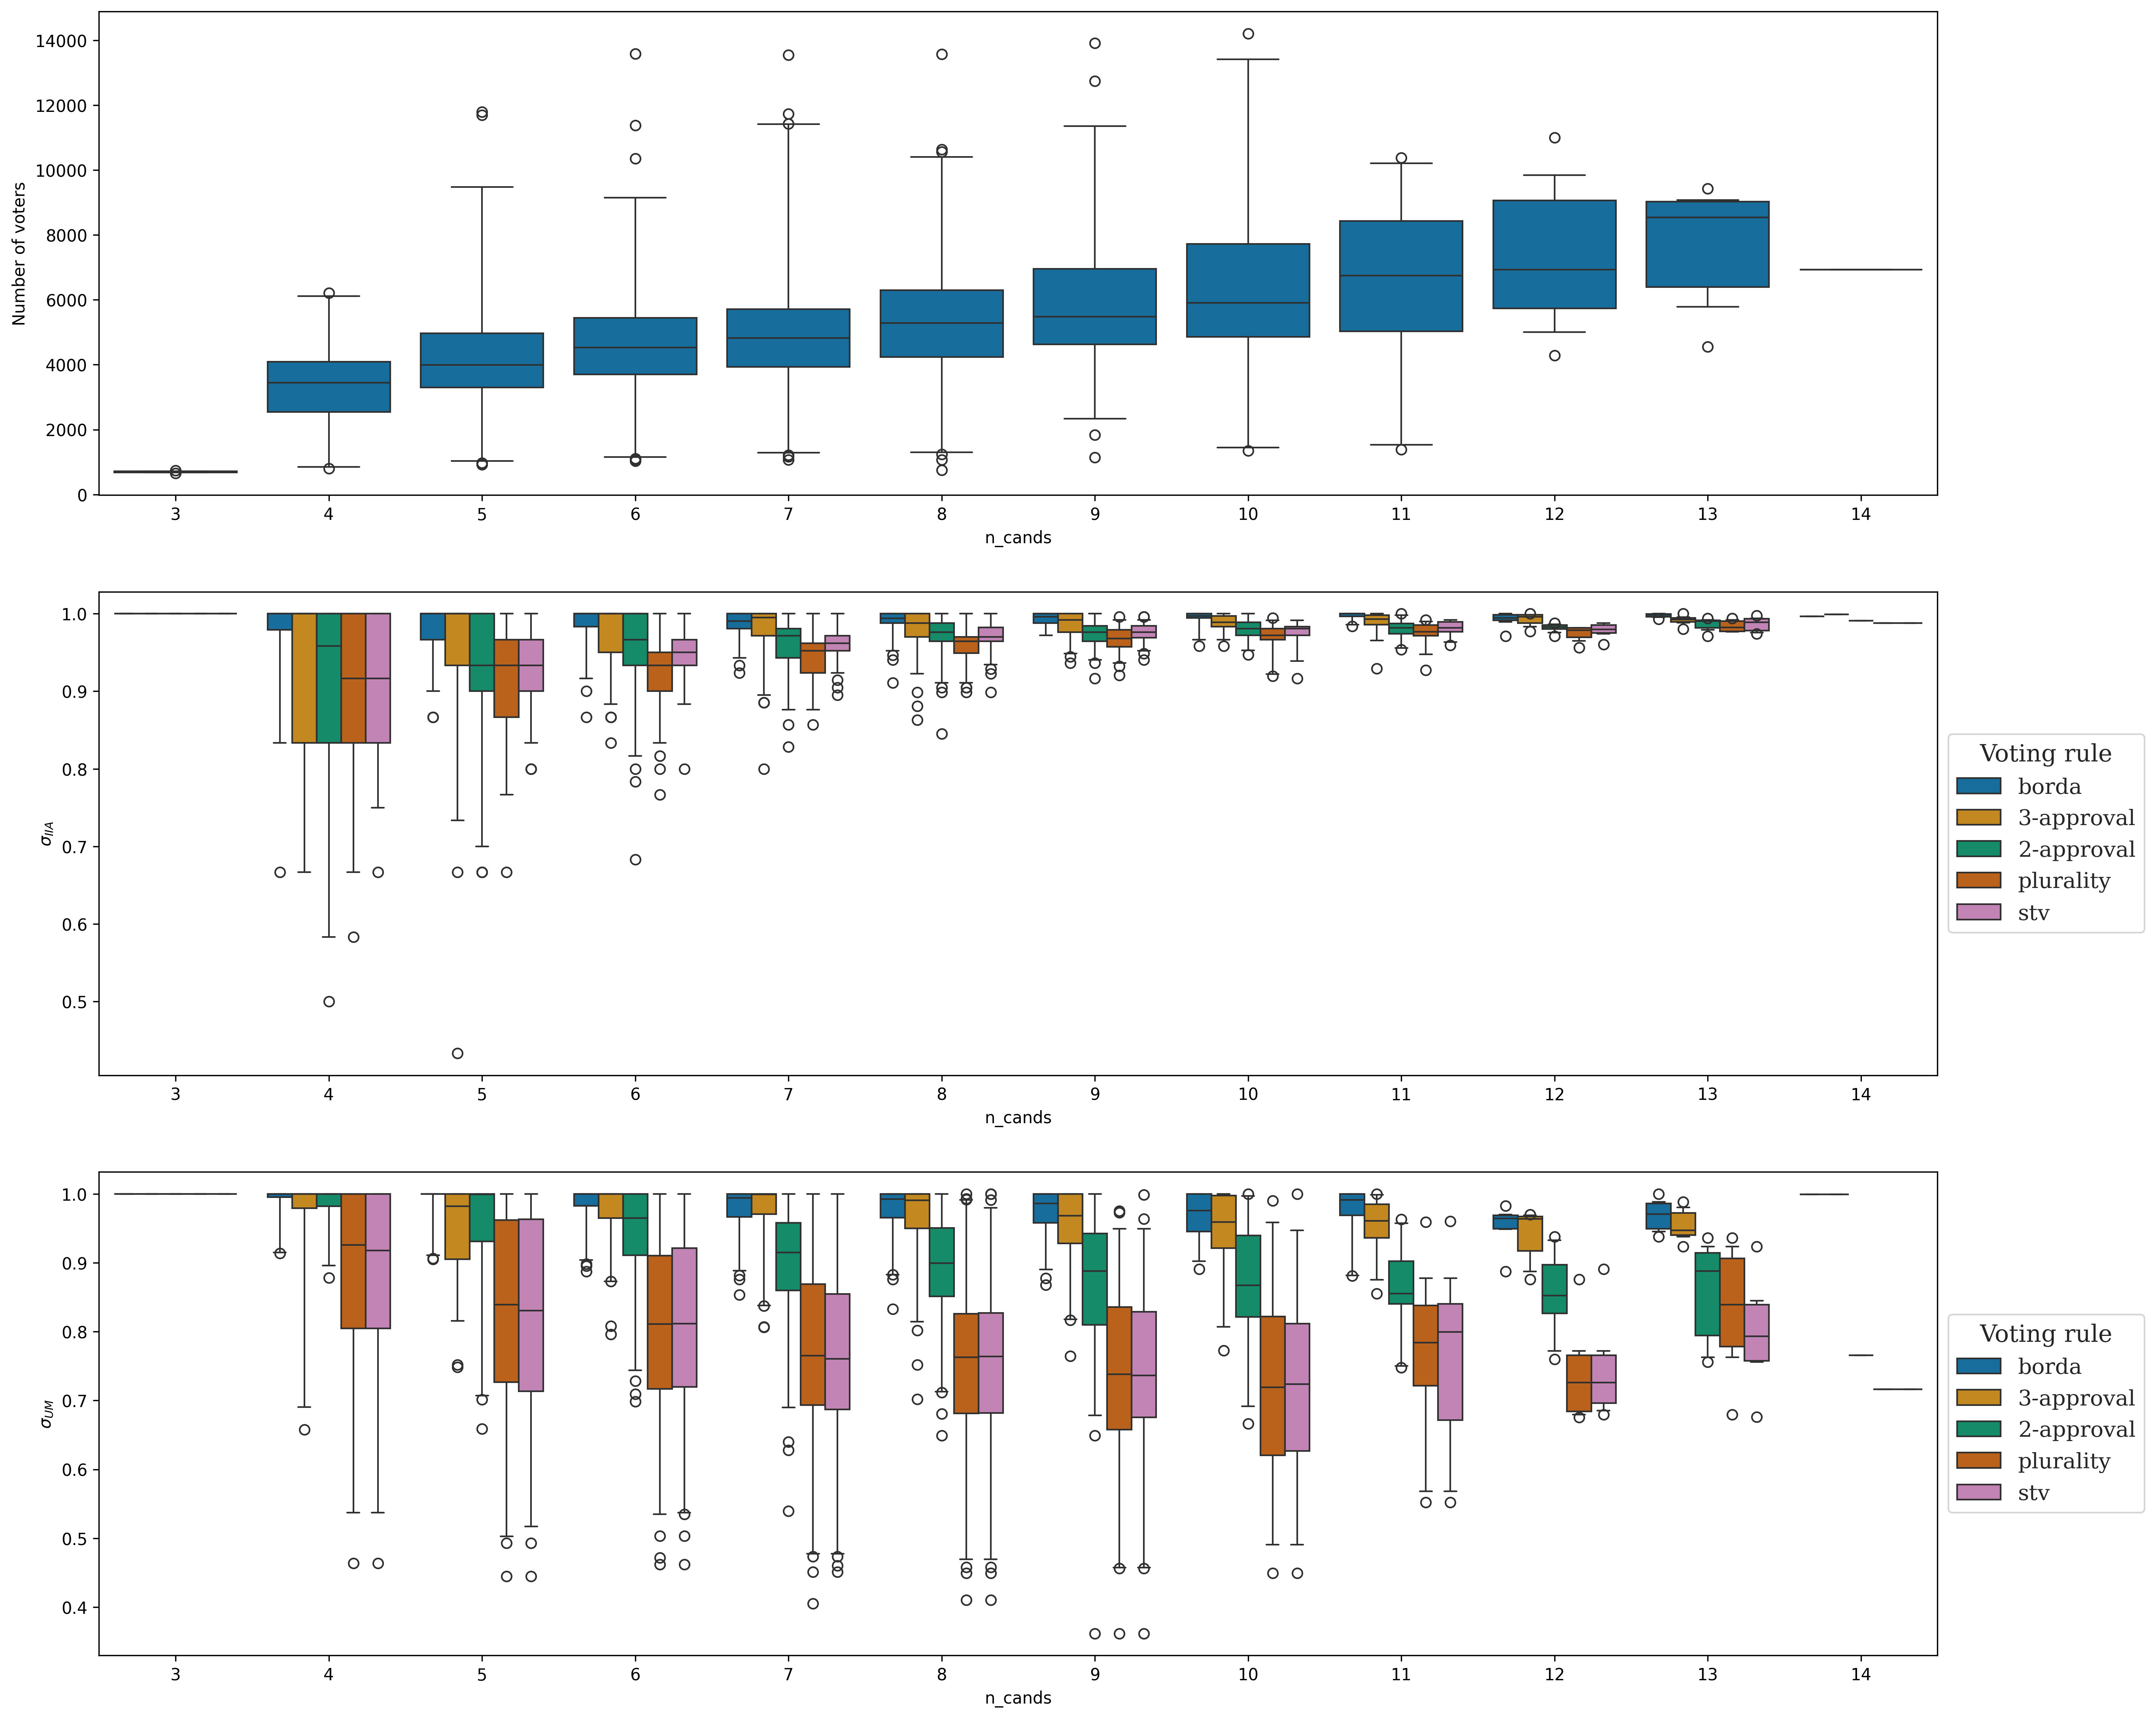 14000
12000
10000
8000
6000
4000
2000
0
Number of voters
3 4 5 6 7 8 9 10 11 12 13 14
n_cands
1.0
0.9
0.8
0.7
0.6
0.5
σIIA
3 4 5 6 7 8 9 10 11 12 13 14
n_cands
Voting rule
borda
3-approval
2-approval
plurality
stv
1.0
0.9
0.8
0.7
0.6
0.5
0.4
σUM
3 4 5 6 7 8 9 10 11 12 13 14
n_cands
Voting rule
borda
3-approval
2-approval
plurality
stv